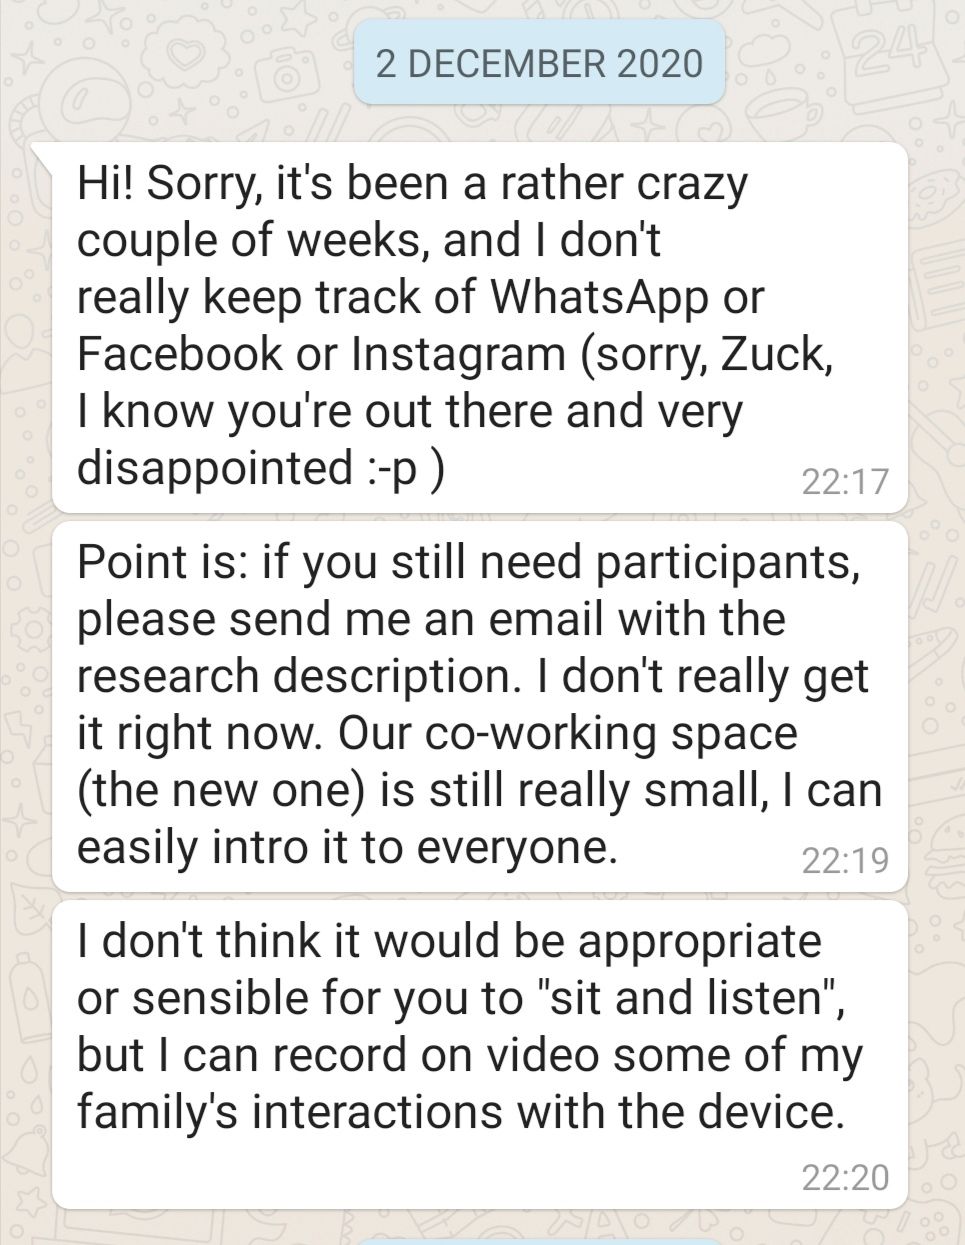 2 DECEMBER 2020
Hi! Sorry, it's been a rather crazy
couple of weeks, and I don't
really keep track of WhatsApp or
Facebook or Instagram (sorry, Zuck,
I know you're out there and very
disappointed :-p )
22:17
Point is: if you still need participants,
please send me an email with the
research description. I don't really get
it right now. Our co-working space
(the new one) is still really small, I can
easily intro it to everyone.
22:19
I don't think it would be appropriate
or sensible for you to "sit and listen",
but I can record on video some of my
family's interactions with the device.
22:20